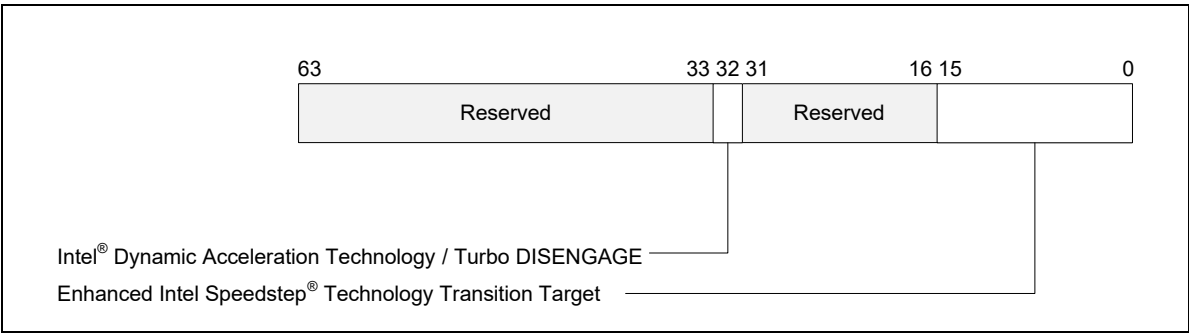 63 33 32 31 16 15 0
Reserved Reserved
Intel® Dynamic Acceleration Technology / Turbo DISENGAGE
Enhanced Intel Speedstep® Technology Transition Target